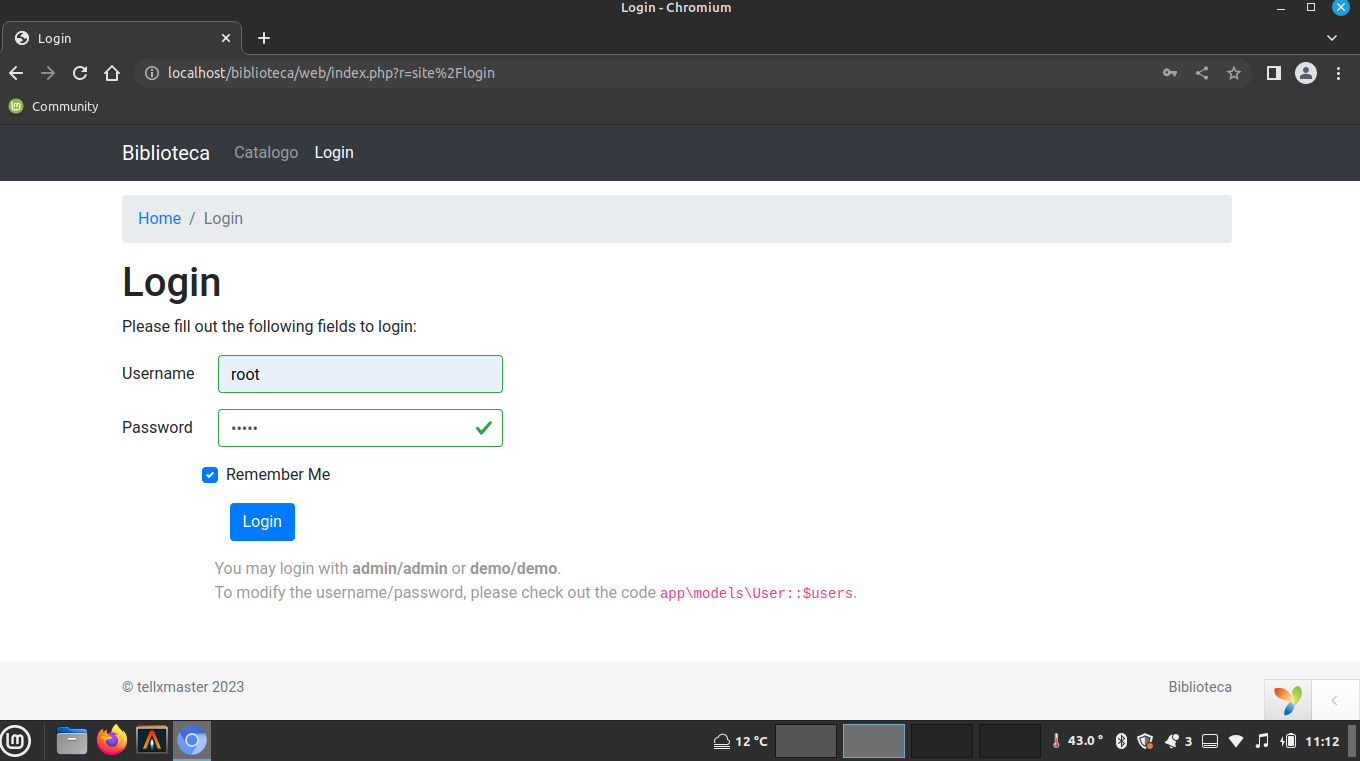 Login - Chromium
Login
localhost/biblioteca/web/index.php?r=site%2Flogin
Community
Biblioteca Catalogo Login
Home / Login
Login
Please fill out the following fields to login:
Username root
Password •••••
Remember Me
Login
You may login with admin/admin or demo/demo.
To modify the username/password, please check out the code app\models\User::$users.
© tellxmaster 2023 Biblioteca
12 °C 43.0 ° 3 11:12